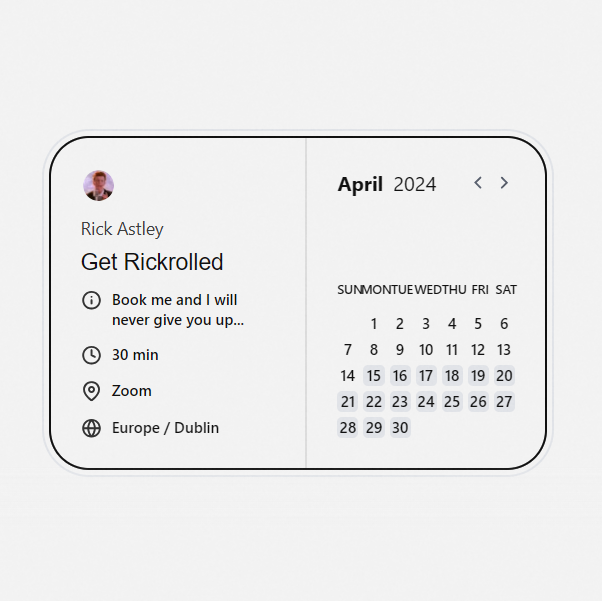 Rick Astley
Get Rickrolled
Book me and I will
never give you up...
30 min
Zoom
Europe / Dublin
April 2024
SUN MON TUE WED THU FRI SAT
1 2 3 4 5 6
7 8 9 10 11 12 13
14 15 16 17 18 19 20
21 22 23 24 25 26 27
28 29 30